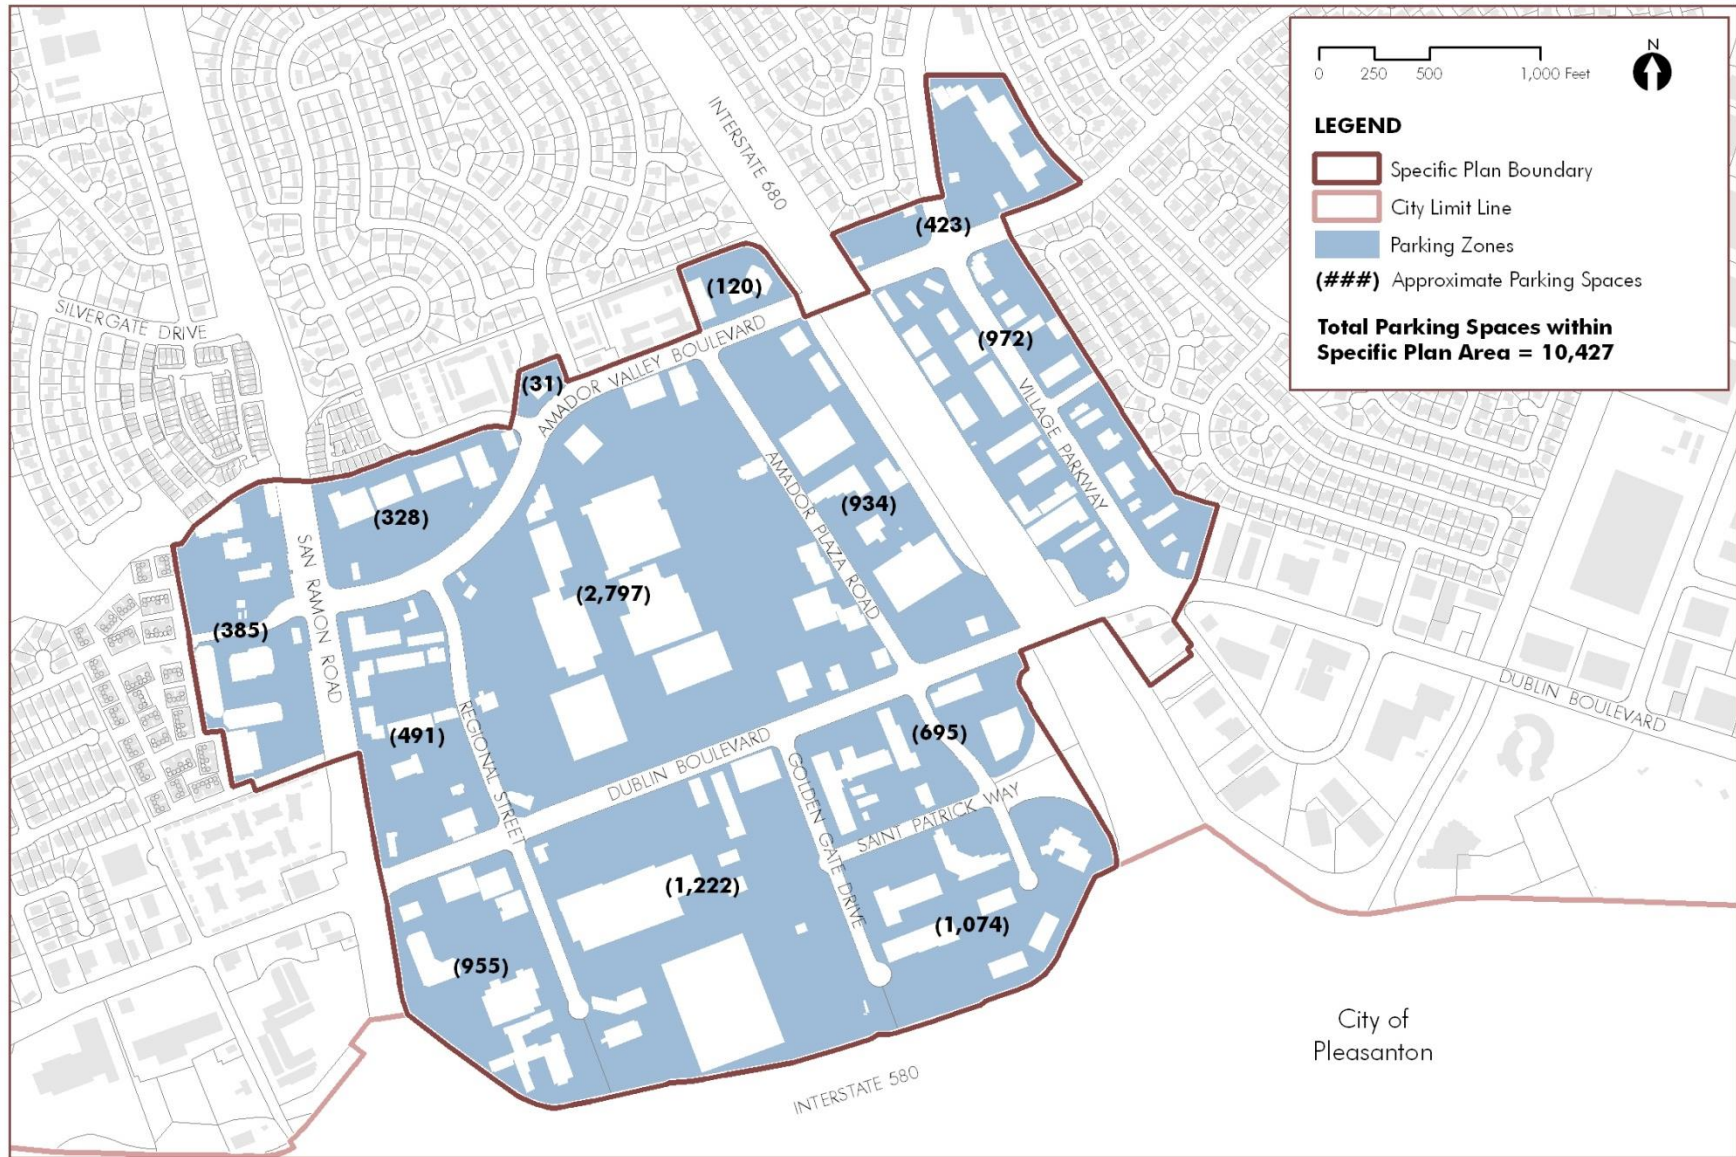 0 250 500 1,000 Feet
N
LEGEND
Specific Plan Boundary
City Limit Line
Parking Zones
(###) Approximate Parking Spaces
Total Parking Spaces within
Specific Plan Area = 10,427
INTERSTATE 680
(423)
(120)
SILVERGATE DRIVE
(972)
AMADOR VALLEY BOULEVARD
(31)
VILLAGE PARKWAY
(328)
(934)
AMADOR PLAZA ROAD
SAN RAMON ROAD
(2,797)
(385)
DUBLIN BOULEVARD
REGIONAL STREET
(491)
(695)
DUBLIN BOULEVARD
GOLDEN GATE DRIVE
SAINT PATRICK WAY
(1,222)
(1,074)
(955)
City of
Pleasanton
INTERSTATE 580